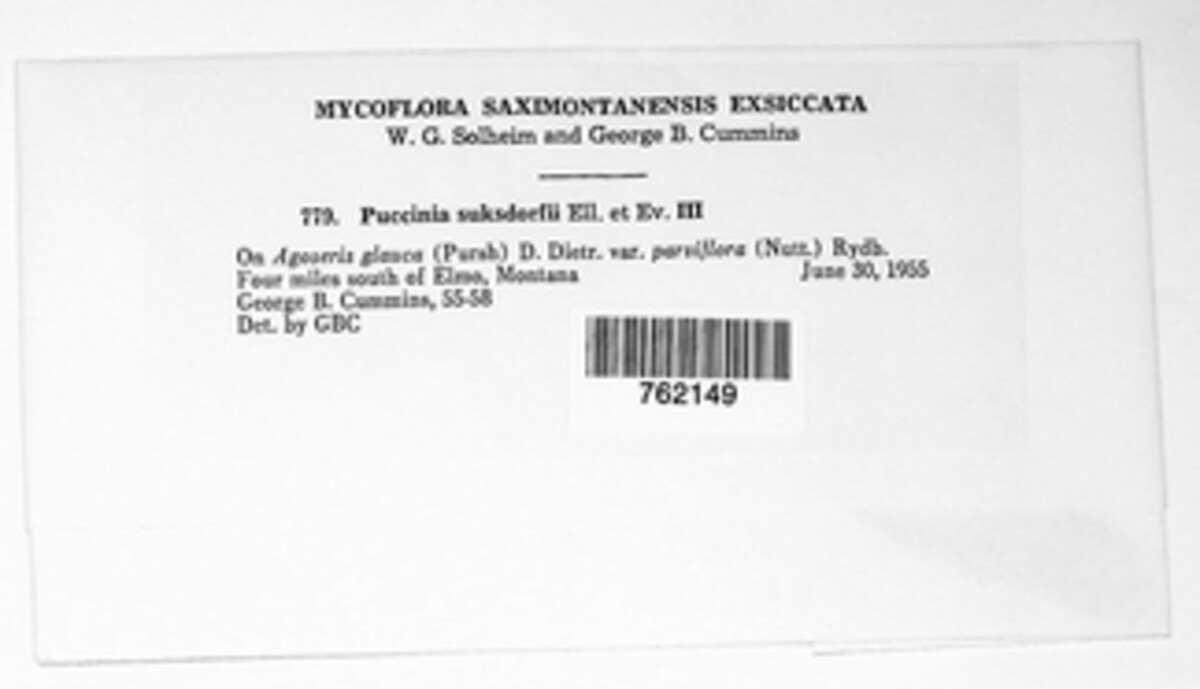 MYCOFLORA SAXIMONTANENSIS EXSICCATA
W. G. Solheim and George B. Cummins
779. Puccinia suksdorfii Ell. et Ev. III
On Agoseris glauca (Pursh) D. Dietr. var. parviflora (Nutt.) Rydb.
Four miles south of Elmo, Montana June 30, 1955
George B. Cummins, 55-58
Det. by GBC
762149